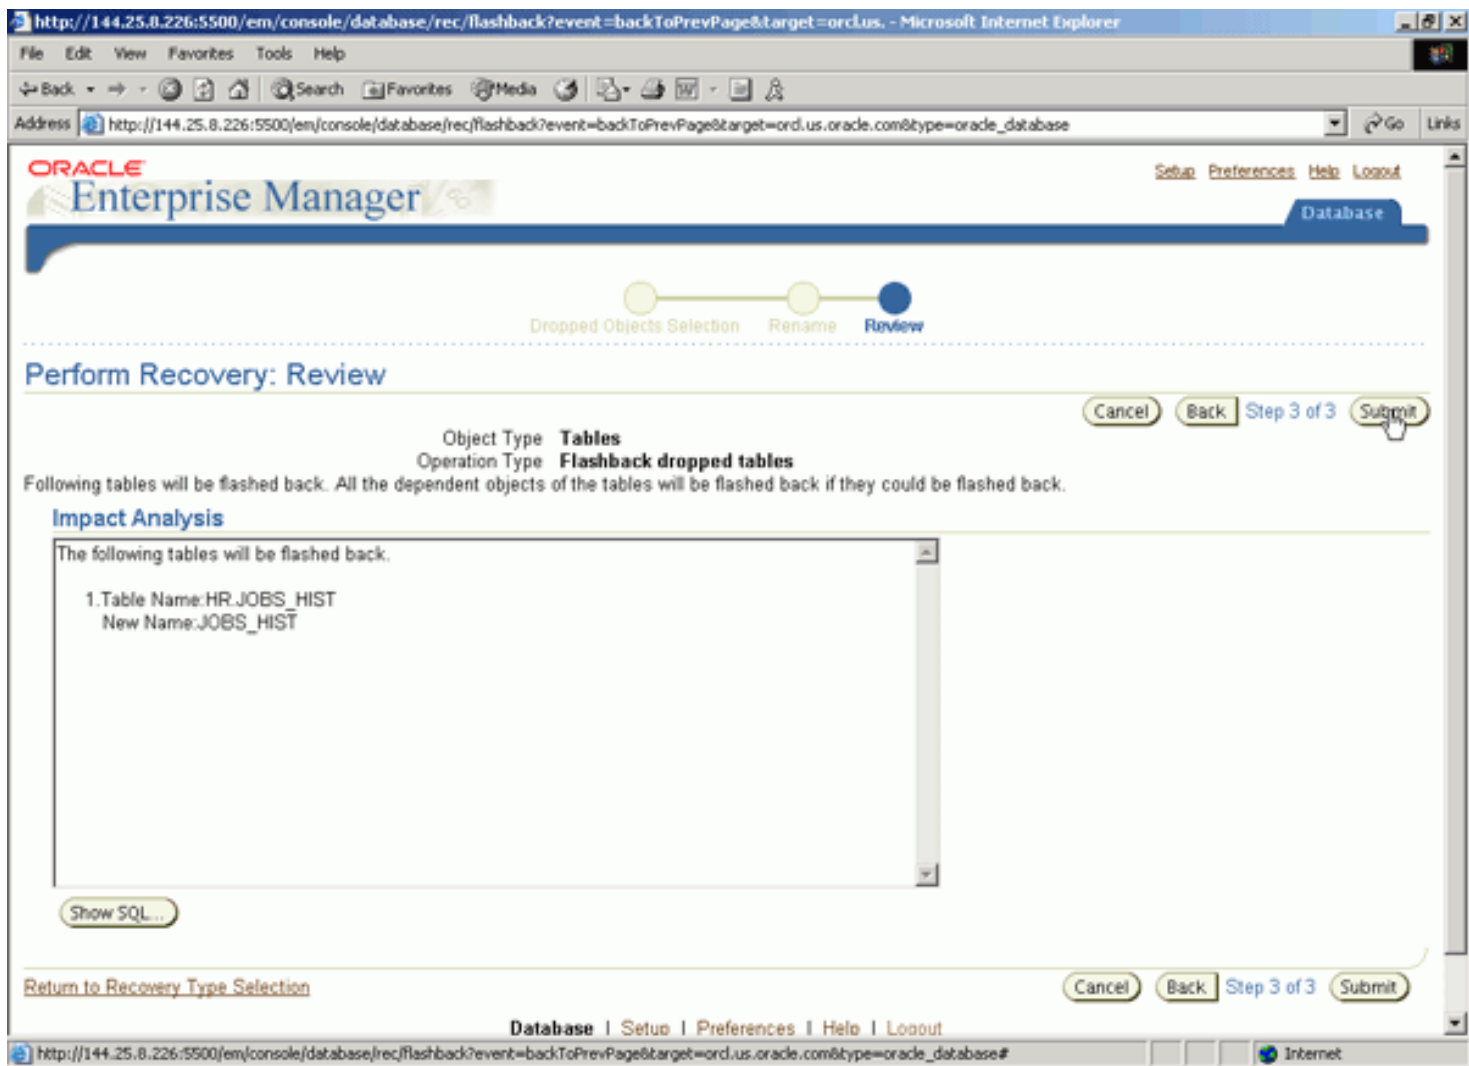 http://144.25.8.226:5500/em/console/database/rec/flashback?event=backToPrevPage&target=orcl.us. - Microsoft Internet Explorer
File Edit View Favorites Tools Help
Back Search Favorites Media
Address http://144.25.8.226:5500/em/console/database/rec/flashback?event=backToPrevPage&target=orcl.us.oracle.com&type=oracle_database Go Links
ORACLE
Enterprise Manager
Setup Preferences Help Logout
Database
Dropped Objects Selection Rename Review
Perform Recovery: Review
Cancel Back Step 3 of 3 Submit
Object Type Tables
Operation Type Flashback dropped tables
Following tables will be flashed back. All the dependent objects of the tables will be flashed back if they could be flashed back.
Impact Analysis
The following tables will be flashed back.
1.Table Name:HR.JOBS_HIST
New Name:JOBS_HIST
Show SQL...
Return to Recovery Type Selection
Cancel Back Step 3 of 3 Submit
Database | Setup | Preferences | Help | Logout
http://144.25.8.226:5500/em/console/database/rec/flashback?event=backToPrevPage&target=orcl.us.oracle.com&type=oracle_database# Internet